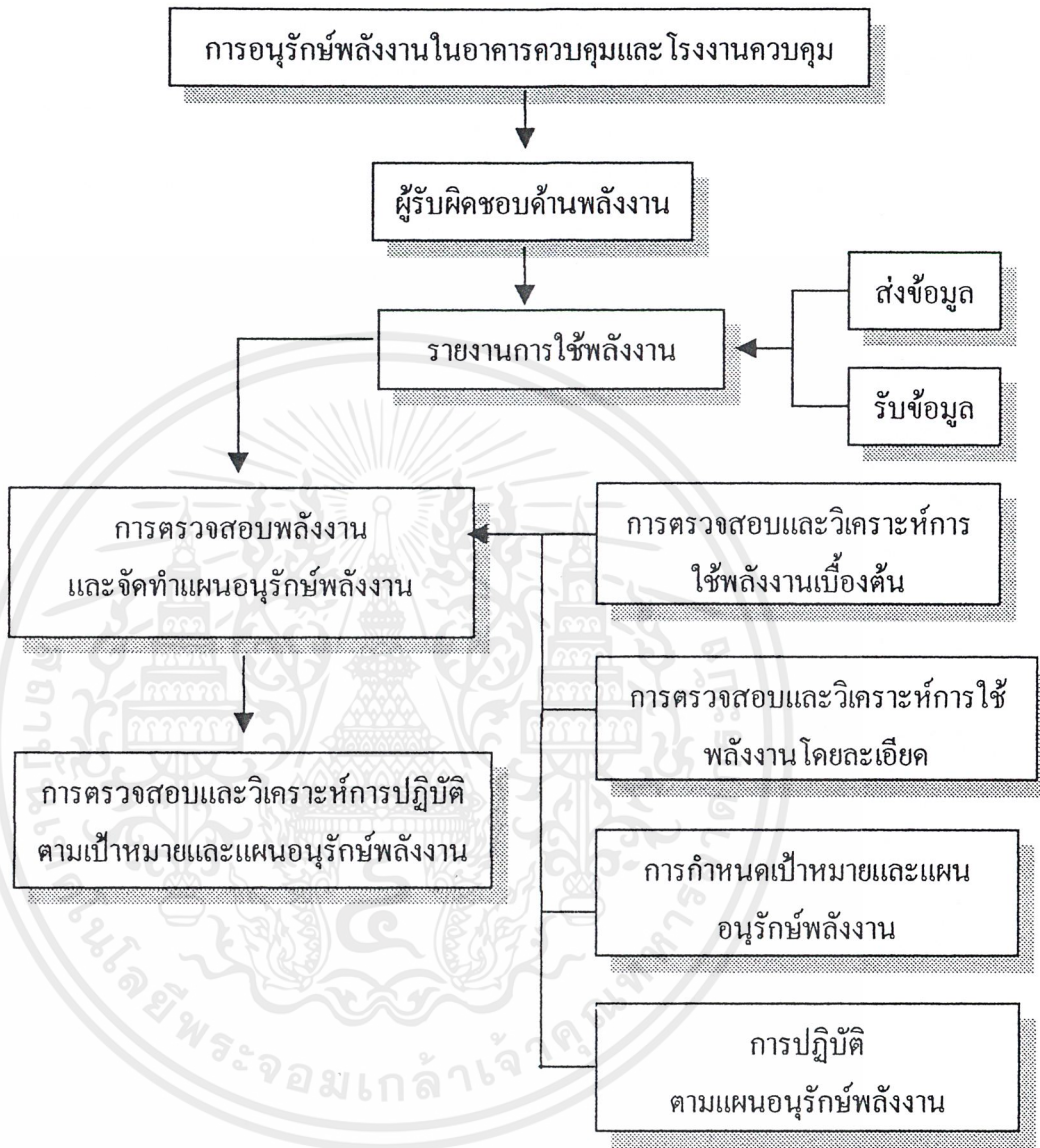 การอนุรักษ์พลังงานในอาคารควบคุมและโรงงานควบคุม
ผู้รับผิดชอบด้านพลังงาน
ส่งข้อมูล
รายงานการใช้พลังงาน
รับข้อมูล
การตรวจสอบพลังงาน
และจัดทำแผนอนุรักษ์พลังงาน
การตรวจสอบและวิเคราะห์การ
ใช้พลังงานเบื้องต้น
การตรวจสอบและวิเคราะห์การใช้
พลังงานโดยละเอียด
การตรวจสอบและวิเคราะห์การปฏิบัติ
ตามเป้าหมายและแผนอนุรักษ์พลังงาน
การกำหนดเป้าหมายและแผน
อนุรักษ์พลังงาน
การปฏิบัติ
ตามแผนอนุรักษ์พลังงาน